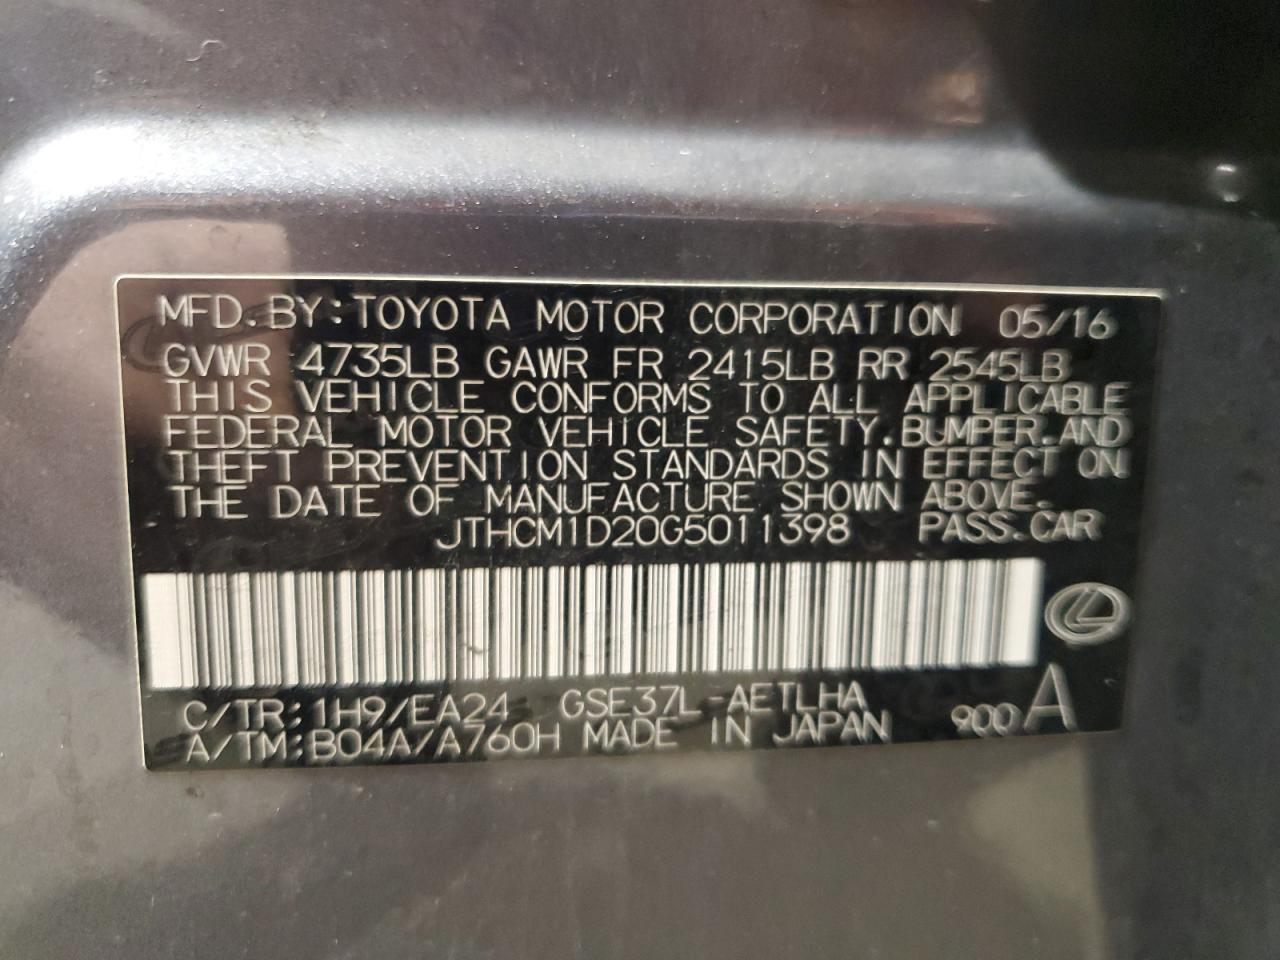 MFD. BY: TOYOTA MOTOR CORPORATION 05/16
GVWR 4735LB GAWR FR 2415LB RR 2545LB
THIS VEHICLE CONFORMS TO ALL APPLICABLE
FEDERAL MOTOR VEHICLE SAFETY. BUMPER. AND
THEFT PREVENTION STANDARDS IN EFFECT ON
THE DATE OF MANUFACTURE SHOWN ABOVE.
JTHCM1D20G5011398 PASS. CAR
C/TR: 1H9/EA24 GSE37L-AETLHA
A/TM: B04A/A760H MADE IN JAPAN 900 A